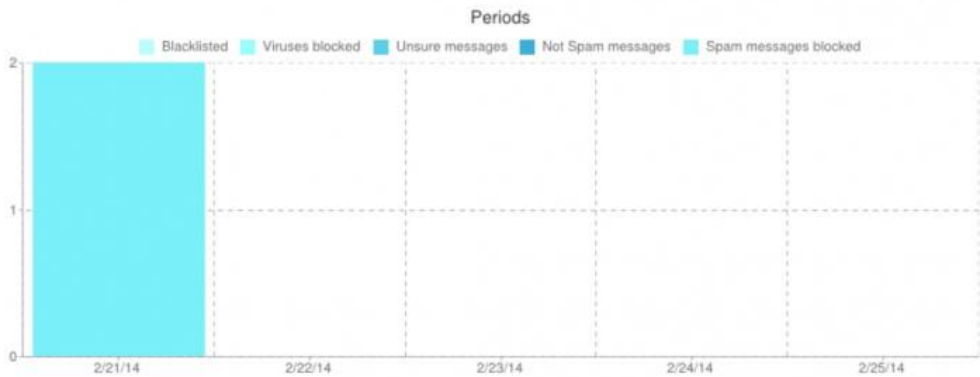 Periods
Blacklisted Viruses blocked Unsure messages Not Spam messages Spam messages blocked
2
1
0
2/21/14 2/22/14 2/23/14 2/24/14 2/25/14